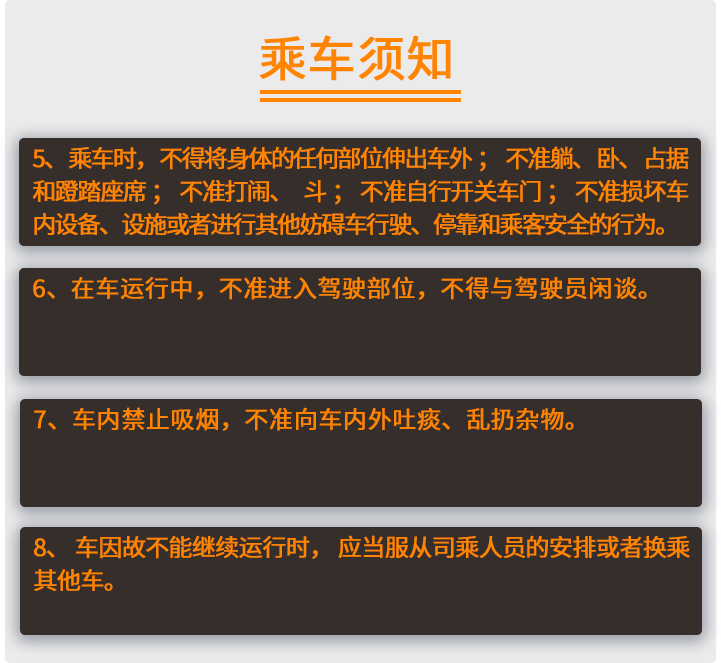 乘车须知
5、乘车时，不得将身体的任何部位伸出车外；不准躺、卧、占据
和蹬踏座席；不准打闹、 斗；不准自行开关车门；不准损坏车
内设备、设施或者进行其他妨碍车行驶、停靠和乘客安全的行为。
6、在车运行中，不准进入驾驶部位，不得与驾驶员闲谈。
7、车内禁止吸烟，不准向车内外吐痰、乱扔杂物。
8、车因故不能继续运行时，应当服从司乘人员的安排或者换乘
其他车。